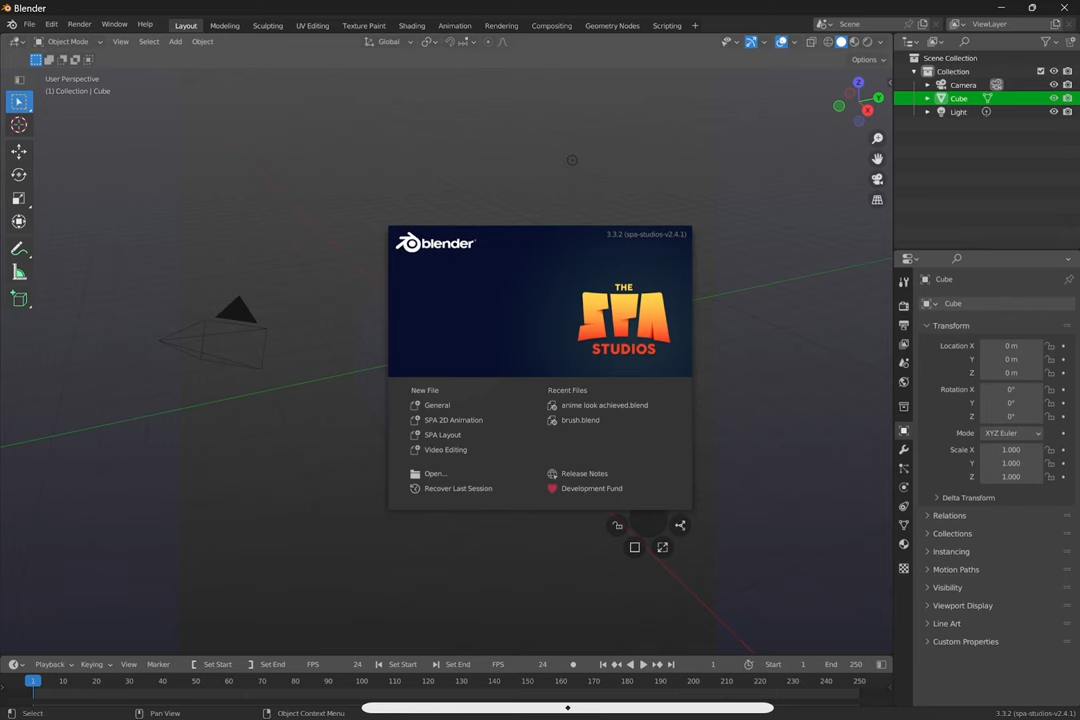 Blender
File Edit Render Window Help Layout Modeling Sculpting UV Editing Texture Paint Shading Animation Rendering Compositing Geometry Nodes Scripting + Scene ViewLayer
Object Mode View Select Add Object Global
Options
User Perspective
(1) Collection | Cube
Z
Y
X
Scene Collection
Collection
Camera
Cube
Light
blender
3.3.2 (spa-studios-v2.4.1)
THE
SPA
STUDIOS
New File
General
SPA 2D Animation
SPA Layout
Video Editing
Open...
Recover Last Session
Recent Files
anime look achieved.blend
brush.blend
Release Notes
Development Fund
Cube
Cube
Transform
Location X 0 m
Y 0 m
Z 0 m
Rotation X 0°
Y 0°
Z 0°
Mode XYZ Euler
Scale X 1.000
Y 1.000
Z 1.000
Delta Transform
Relations
Collections
Instancing
Motion Paths
Visibility
Viewport Display
Line Art
Custom Properties
Playback Keying View Marker Set Start Set End FPS 24 Set Start Set End FPS 24 1 Start 1 End 250
1 10 20 30 40 50 60 70 80 90 100 110 120 130 140 150 160 170 180 190 200 210 220 230 240 250
Select Pan View Object Context Menu 3.3.2 (spa-studios-v2.4.1)